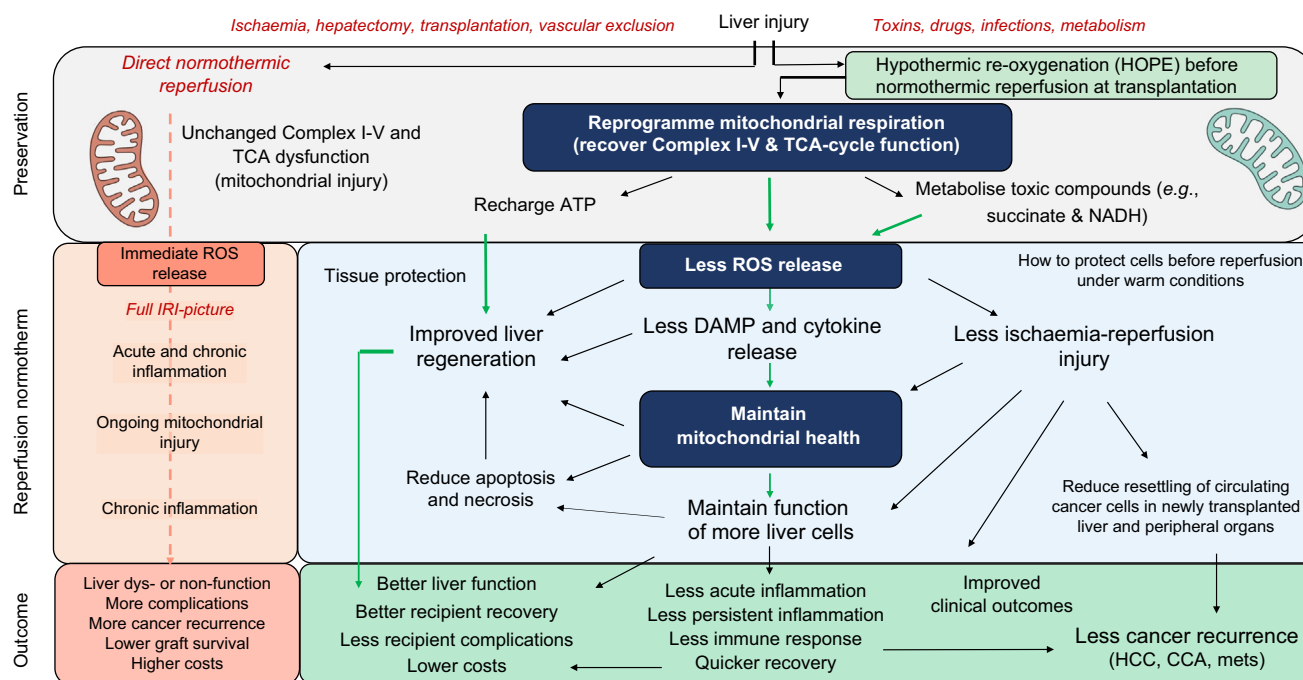 Ischaemia, hepatectomy, transplantation, vascular exclusion
Liver injury
Toxins, drugs, infections, metabolism
Preservation
Direct normothermic
reperfusion
Hypothermic re-oxygenation (HOPE) before
normothermic reperfusion at transplantation
Unchanged Complex I-V and
TCA dysfunction
(mitochondrial injury)
Reprogramme mitochondrial respiration
(recover Complex I-V & TCA-cycle function)
Recharge ATP
Metabolise toxic compounds (e.g.,
succinate & NADH)
Reperfusion normotherm
Immediate ROS
release
Full IRI-picture
Acute and chronic
inflammation
Ongoing mitochondrial
injury
Chronic inflammation
Tissue protection
Less ROS release
How to protect cells before reperfusion
under warm conditions
Improved liver
regeneration
Less DAMP and cytokine
release
Less ischaemia-reperfusion
injury
Maintain
mitochondrial health
Reduce apoptosis
and necrosis
Maintain function
of more liver cells
Reduce resettling of circulating
cancer cells in newly transplanted
liver and peripheral organs
Outcome
Liver dys- or non-function
More complications
More cancer recurrence
Lower graft survival
Higher costs
Better liver function
Better recipient recovery
Less recipient complications
Lower costs
Less acute inflammation
Less persistent inflammation
Less immune response
Quicker recovery
Improved
clinical outcomes
Less cancer recurrence
(HCC, CCA, mets)